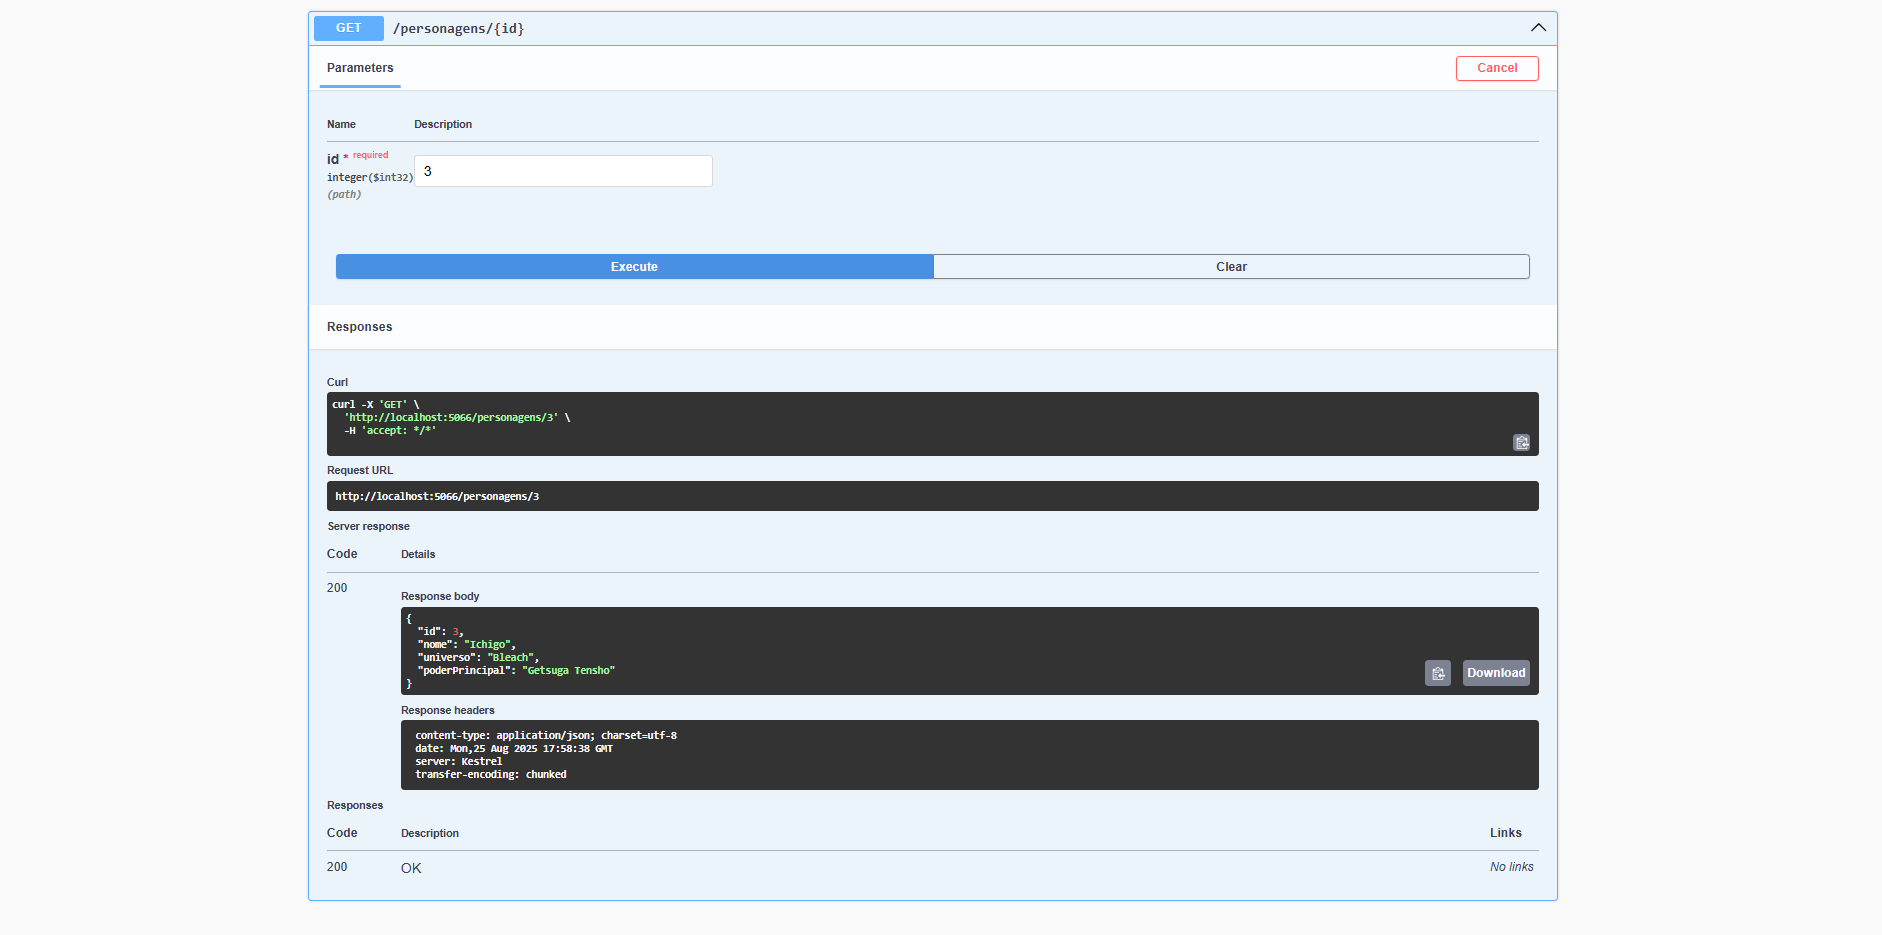 GET /personagens/{id}
Parameters
Cancel
Name Description
id * required
integer($int32)
(path)
3
Execute
Clear
Responses
Curl
curl -X 'GET' \
'http://localhost:5066/personagens/3' \
-H 'accept: */*'
Request URL
http://localhost:5066/personagens/3
Server response
Code Details
200
Response body
{
"id": 3,
"nome": "Ichigo",
"universo": "Bleach",
"poderPrincipal": "Getsuga Tensho"
}
Download
Response headers
content-type: application/json; charset=utf-8
date: Mon,25 Aug 2025 17:58:38 GMT
server: Kestrel
transfer-encoding: chunked
Responses
Code Description Links
200 OK No links